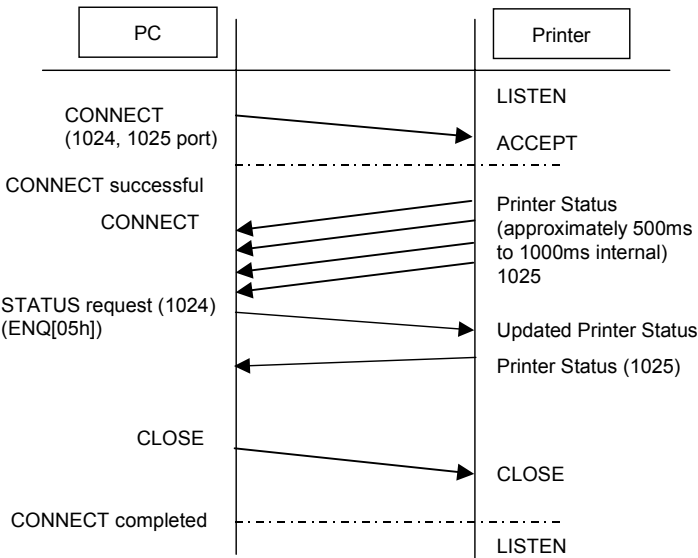 PC
Printer
LISTEN
CONNECT
(1024, 1025 port)
ACCEPT
CONNECT successful
CONNECT
Printer Status
(approximately 500ms
to 1000ms internal)
1025
STATUS request (1024)
(ENQ[05h])
Updated Printer Status
Printer Status (1025)
CLOSE
CLOSE
CONNECT completed
LISTEN